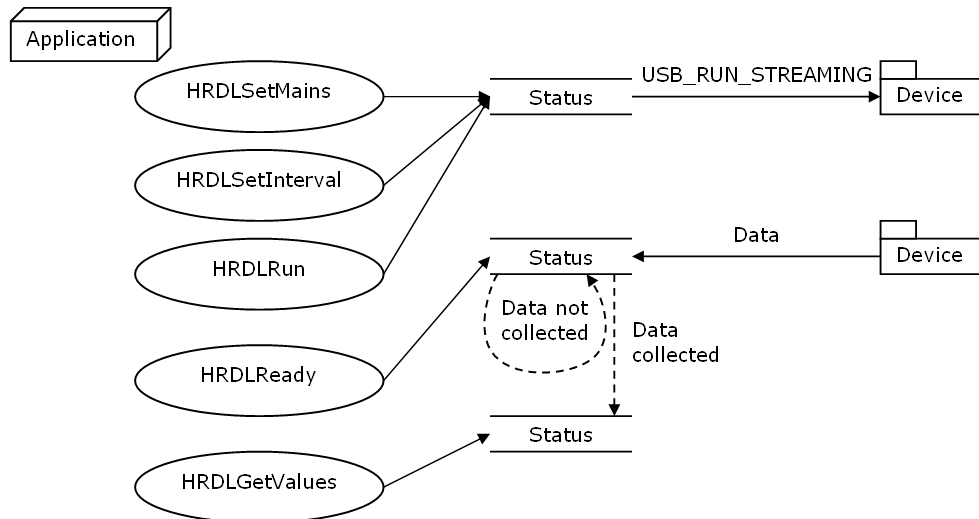 Application
HRDLSetMains
Status
USB_RUN_STREAMING
Device
HRDLSetInterval
HRDLRun
Status
Data
Device
Data not
collected
Data
collected
HRDLReady
Status
HRDLGetValues